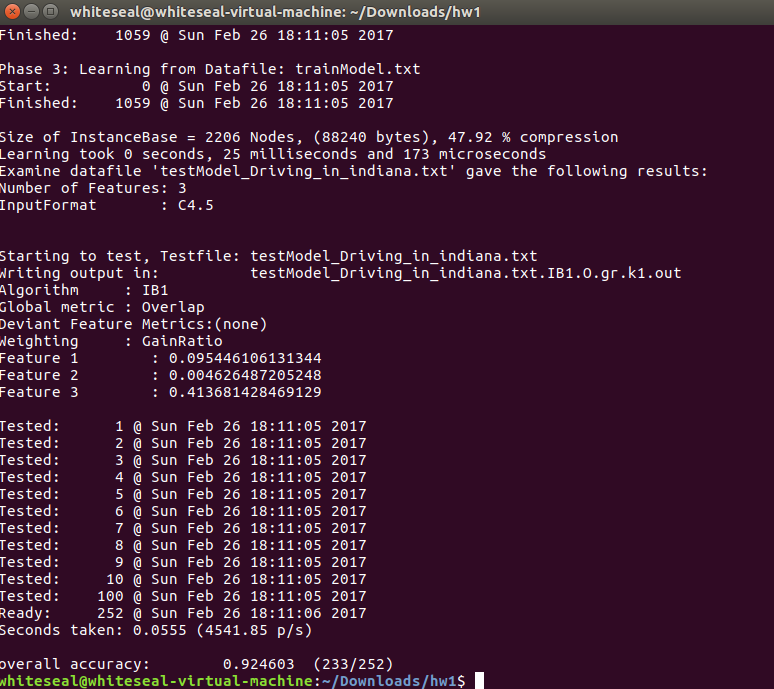 whiteseal@whiteseal-virtual-machine: ~/Downloads/hw1
Finished:    1059 @ Sun Feb 26 18:11:05 2017
Phase 3: Learning from Datafile: trainModel.txt
Start:          0 @ Sun Feb 26 18:11:05 2017
Finished:    1059 @ Sun Feb 26 18:11:05 2017
Size of InstanceBase = 2206 Nodes, (88240 bytes), 47.92 % compression
Learning took 0 seconds, 25 milliseconds and 173 microseconds
Examine datafile 'testModel_Driving_in_indiana.txt' gave the following results:
Number of Features: 3
InputFormat       : C4.5
Starting to test, Testfile: testModel_Driving_in_indiana.txt
Writing output in:          testModel_Driving_in_indiana.txt.IB1.O.gr.k1.out
Algorithm     : IB1
Global metric : Overlap
Deviant Feature Metrics:(none)
Weighting     : GainRatio
Feature 1        : 0.095446106131344
Feature 2        : 0.004626487205248
Feature 3        : 0.413681428469129
Tested:      1 @ Sun Feb 26 18:11:05 2017
Tested:      2 @ Sun Feb 26 18:11:05 2017
Tested:      3 @ Sun Feb 26 18:11:05 2017
Tested:      4 @ Sun Feb 26 18:11:05 2017
Tested:      5 @ Sun Feb 26 18:11:05 2017
Tested:      6 @ Sun Feb 26 18:11:05 2017
Tested:      7 @ Sun Feb 26 18:11:05 2017
Tested:      8 @ Sun Feb 26 18:11:05 2017
Tested:      9 @ Sun Feb 26 18:11:05 2017
Tested:     10 @ Sun Feb 26 18:11:05 2017
Tested:    100 @ Sun Feb 26 18:11:05 2017
Ready:     252 @ Sun Feb 26 18:11:06 2017
Seconds taken: 0.0555 (4541.85 p/s)
overall accuracy:        0.924603  (233/252)
whiteseal@whiteseal-virtual-machine:~/Downloads/hw1$